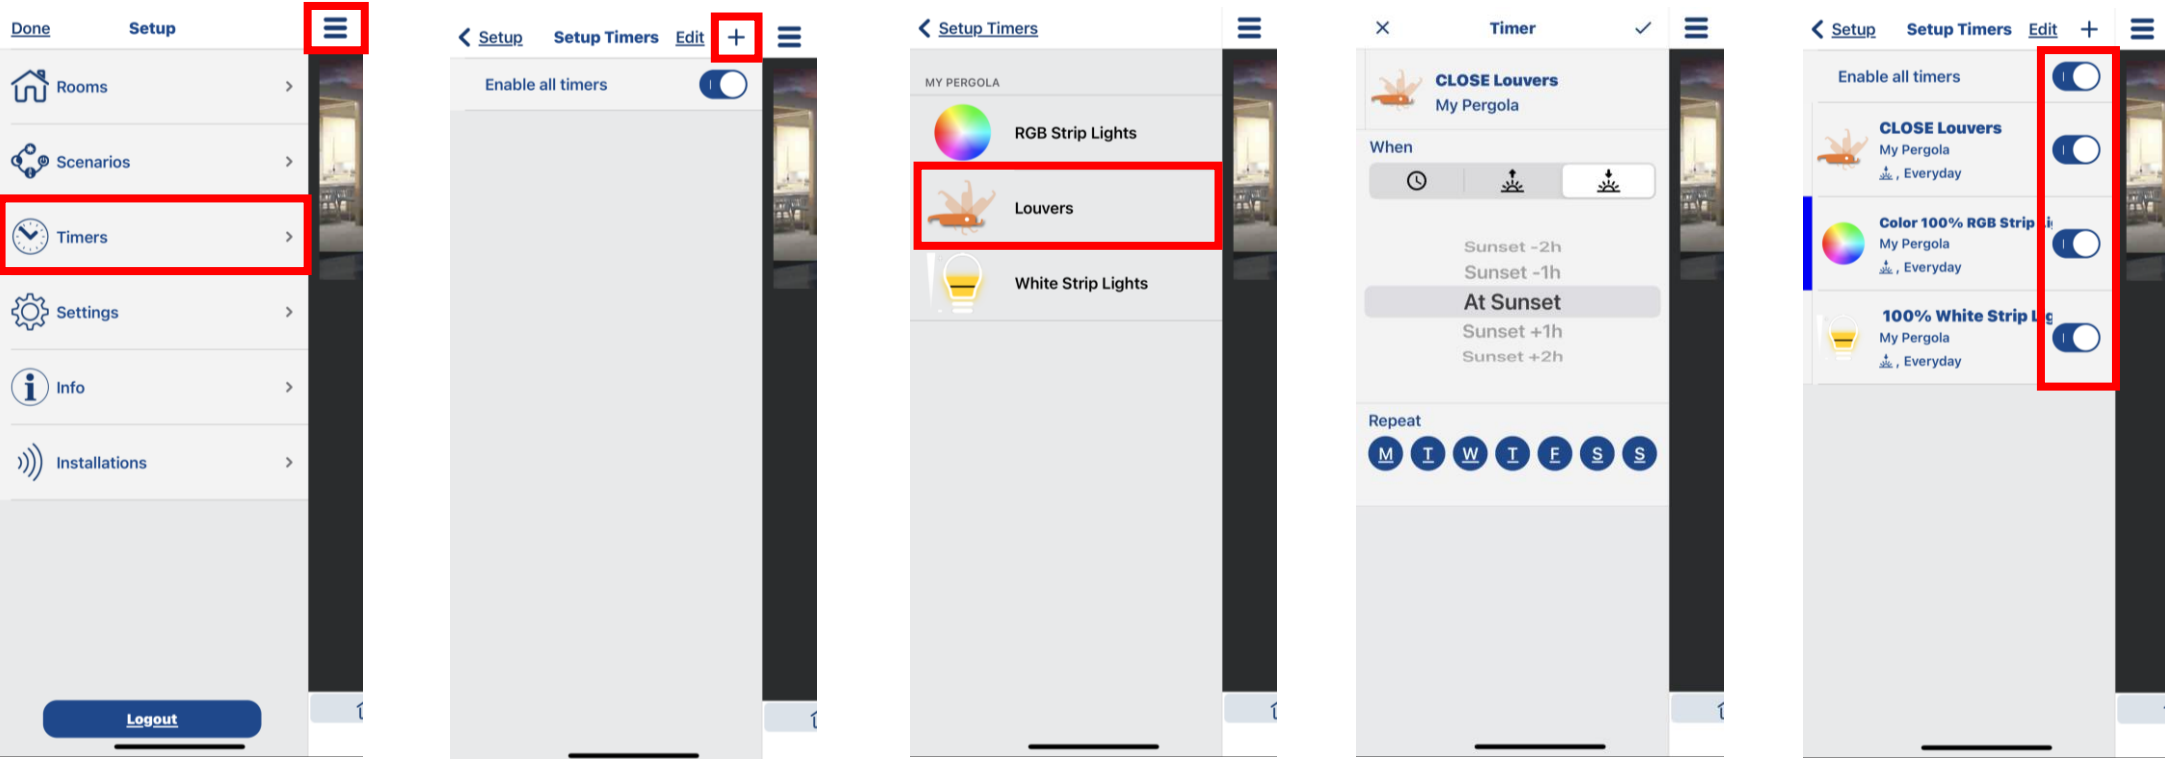 Done
Setup
Rooms
Scenarios
Timers
Settings
Info
Installations
Logout
Setup
Setup Timers
Edit
Enable all timers
Setup Timers
MY PERGOLA
RGB Strip Lights
Louvers
White Strip Lights
Timer
CLOSE Louvers
My Pergola
When
Sunset -2h
Sunset -1h
At Sunset
Sunset +1h
Sunset +2h
Repeat
M T W T F S S
Setup
Setup Timers
Edit
Enable all timers
CLOSE Louvers
My Pergola
, Everyday
Color 100% RGB Strip
My Pergola
, Everyday
100% White Strip
My Pergola
, Everyday